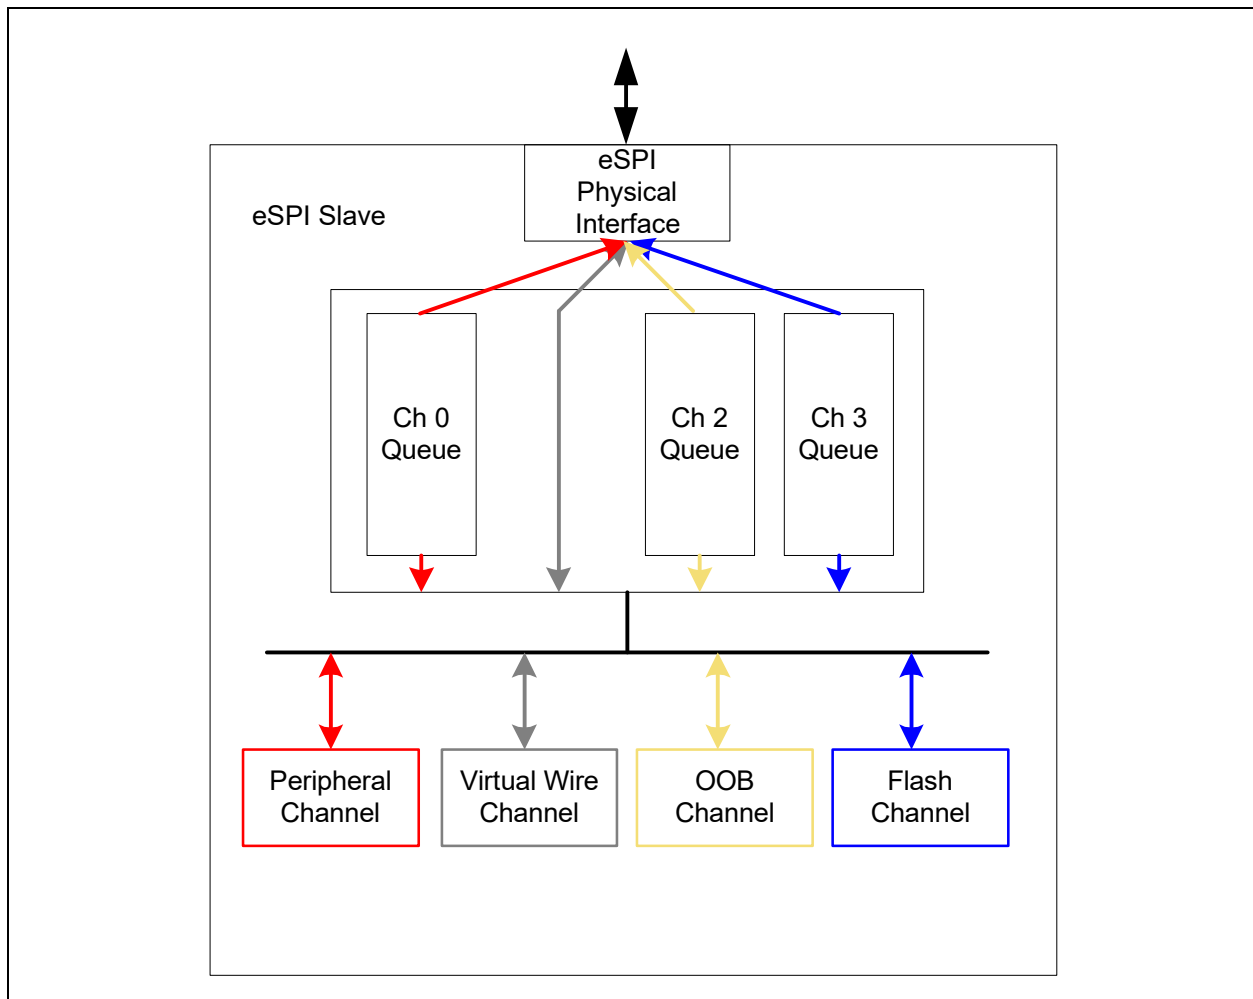 eSPI
Physical
Interface
eSPI Slave
Ch 0
Queue
Ch 2
Queue
Ch 3
Queue
Peripheral
Channel
Virtual Wire
Channel
OOB
Channel
Flash
Channel